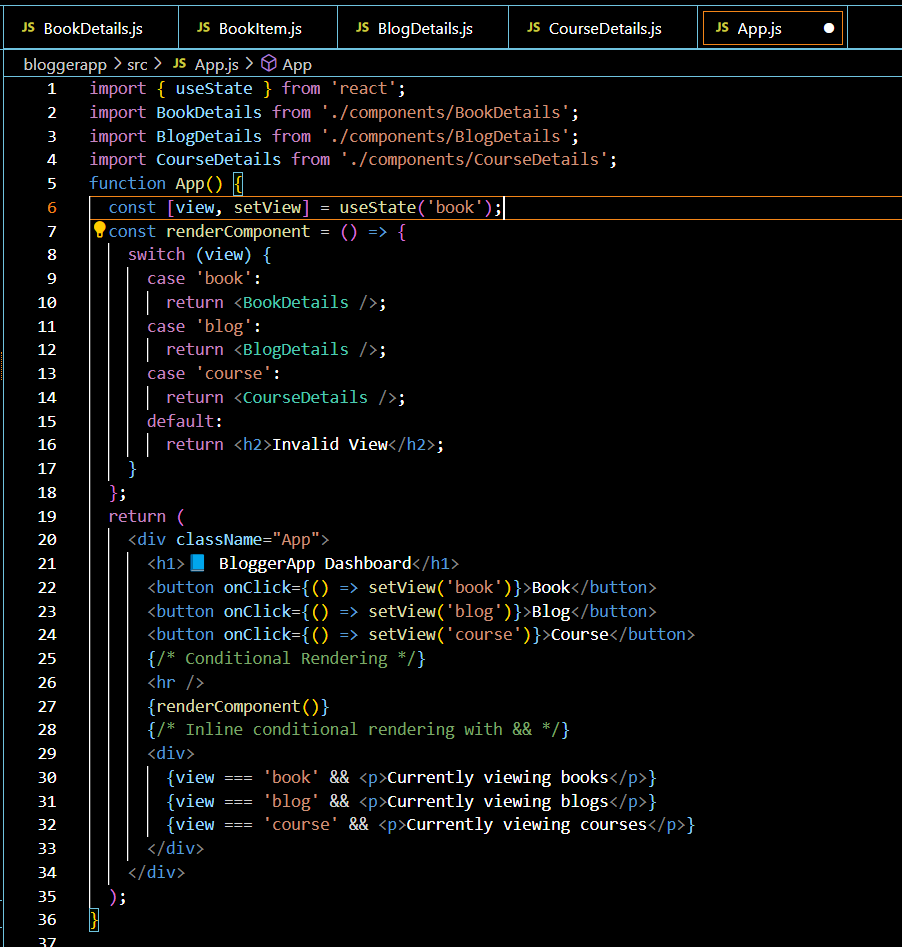 JS BookDetails.js JS BookItem.js JS BlogDetails.js JS CourseDetails.js JS App.js
bloggerapp > src > JS App.js > App
1 import { useState } from 'react';
2 import BookDetails from './components/BookDetails';
3 import BlogDetails from './components/BlogDetails';
4 import CourseDetails from './components/CourseDetails';
5 function App() {
6   const [view, setView] = useState('book');
7   const renderComponent = () => {
8     switch (view) {
9       case 'book':
10         return <BookDetails />;
11       case 'blog':
12         return <BlogDetails />;
13       case 'course':
14         return <CourseDetails />;
15       default:
16         return <h2>Invalid View</h2>;
17     }
18   };
19   return (
20     <div className="App">
21       <h1>📘 BloggerApp Dashboard</h1>
22       <button onClick={() => setView('book')}>Book</button>
23       <button onClick={() => setView('blog')}>Blog</button>
24       <button onClick={() => setView('course')}>Course</button>
25       {/* Conditional Rendering */}
26       <hr />
27       {renderComponent()}
28       {/* Inline conditional rendering with && */}
29       <div>
30         {view === 'book' && <p>Currently viewing books</p>}
31         {view === 'blog' && <p>Currently viewing blogs</p>}
32         {view === 'course' && <p>Currently viewing courses</p>}
33       </div>
34     </div>
35   );
36 }
37